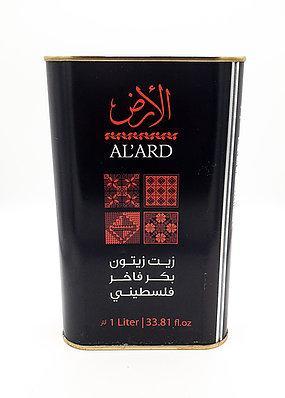 الأرض
AL'ARD
زيت زيتون
بكر فاخر
فلسطيني
1 Liter | 33.81 fl.oz لتر